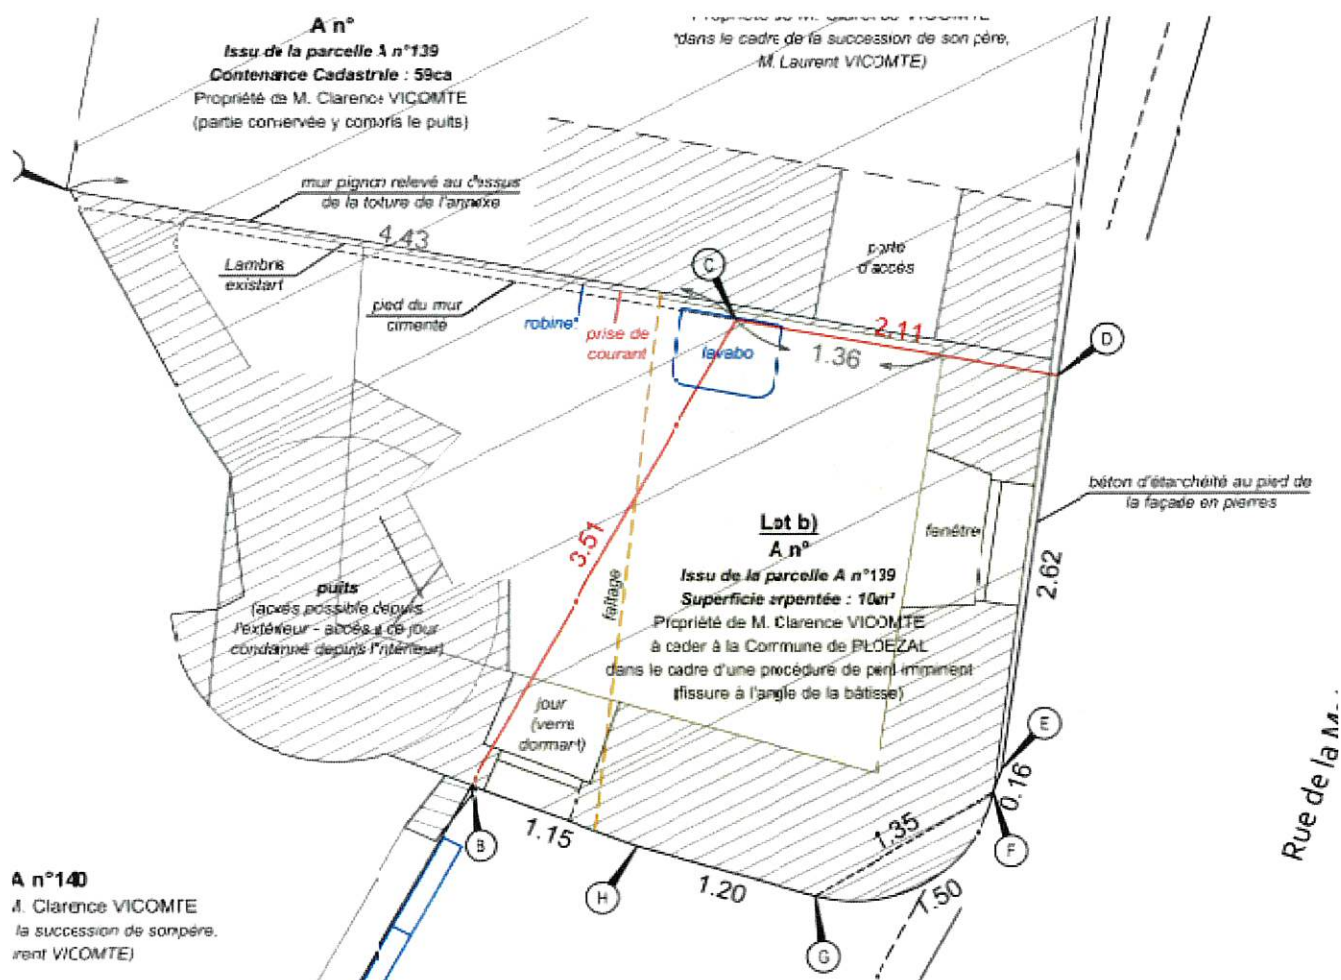 A n°
Issu de la parcelle A n°139
Contenance Cadastrale : 59ca
Propriété de M. Clarence VICOMTE
(partie conservée y compris le puits)
VICOMTE
dans le cadre de la succession de son père,
M. Laurent VICOMTE)
mur pignon relevé au dessus
de la toiture de l'annexe
4.43
Lambris
existant
pied du mur
cimenté
robinet
prise de
courant
lavabo
C
porte
d'accès
2.11
1.36
D
béton d'étanchéité au pied de
la façade en pierres
fenêtre
2.62
3.51
faîtage
Lot b)
A n°
Issu de la parcelle A n°139
Superficie arpentée : 10m²
Propriété de M. Clarence VICOMTE
à céder à la Commune de PLOEZAL
dans le cadre d'une procédure de péril imminent
(fissure à l'angle de la bâtisse)
puits
(accès possible depuis
l'extérieur - accès à ce jour
condamné depuis l'intérieur)
jour
(verre
dormant)
E
0.16
F
1.35
1.50
B
1.15
H
1.20
G
Rue de la
A n°140
M. Clarence VICOMTE
la succession de son père,
VICOMTE)